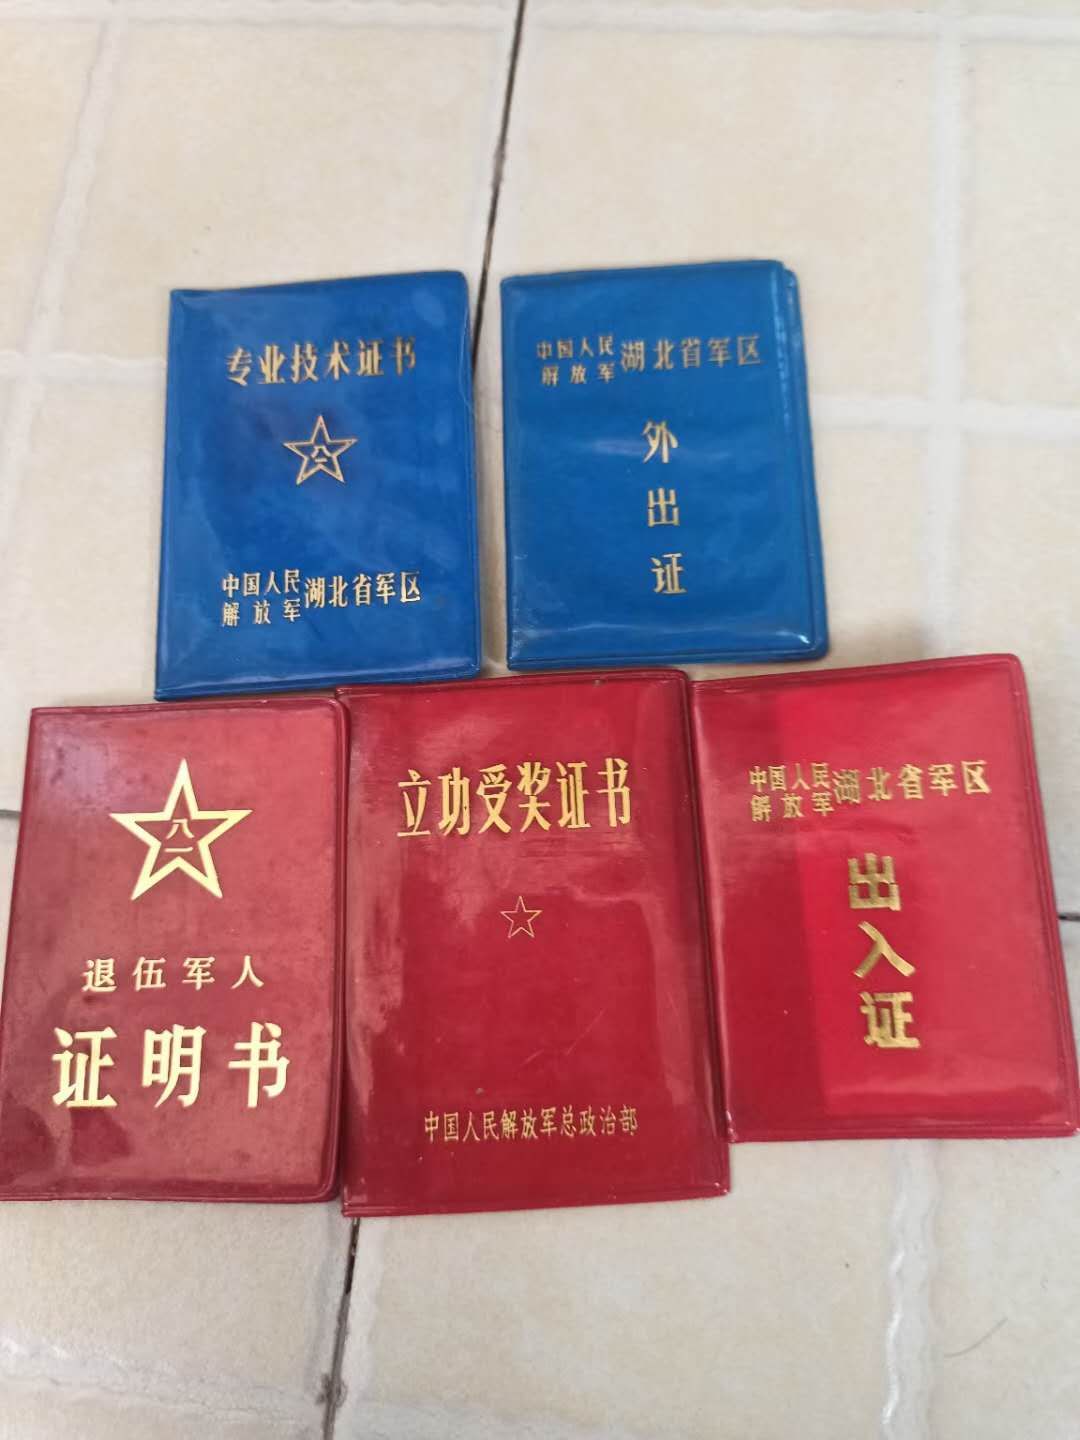 专业技术证书
八一
中国人民
解放军
湖北省军区
中国人民
解放军
湖北省军区
外
出
证
八一
退伍军人
证明书
立功受奖证书
中国人民解放军总政治部
中国人民
解放军
湖北省军区
出
入
证